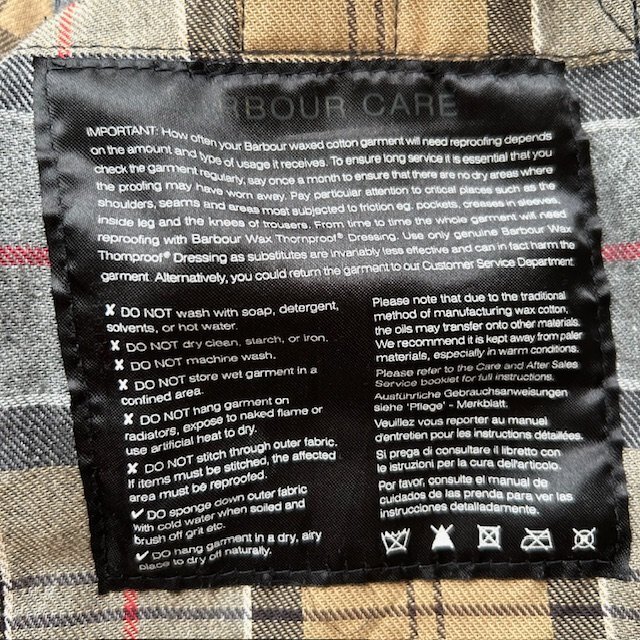 RBOUR CARE
IMPORTANT: How often your Barbour waxed cotton garment will need reproofing depends
on the amount and type of usage it receives. To ensure long service it is essential that you
check the garment regularly, say once a month to ensure that there are no dry areas where
the proofing may have worn away. Pay particular attention to critical places such as the
shoulders, seams and areas most subjected to friction eg. pockets, creases in sleeves,
inside leg and the knees of trousers. From time to time the whole garment will need
reproofing with Barbour Wax Thornproof® Dressing. Use only genuine Barbour Wax
Thornproof® Dressing as substitutes are invariably less effective and can in fact harm the
garment. Alternatively, you could return the garment to our Customer Service Department
✘ DO NOT wash with soap, detergent,
solvents, or hot water.
✘ DO NOT dry clean, starch, or iron.
✘ DO NOT machine wash.
✘ DO NOT store wet garment in a
confined area.
✘ DO NOT hang garment on
radiators, expose to naked flame or
use artificial heat to dry.
✘ DO NOT stitch through outer fabric.
If items must be stitched, the affected
area must be reproofed.
✔ DO sponge down outer fabric
with cold water when soiled and
brush off grit etc.
✔ DO hang garment in a dry, airy
place to dry off naturally.
Please note that due to the traditional
method of manufacturing wax cotton,
the oils may transfer onto other materials.
We recommend it is kept away from paler
materials, especially in warm conditions.
Please refer to the Care and After Sales
Service booklet for full instructions.
Ausführliche Gebrauchsanweisungen
siehe 'Pflege' - Merkblatt.
Veuillez vous reporter au manual
d'entretien pour les instructions détaillées.
Si prega di consultare il libretto con
le istruzioni per la cura dell'articolo.
Por favor, consulte el manual de
cuidados de las prenda para ver las
instrucciones detalladamente.